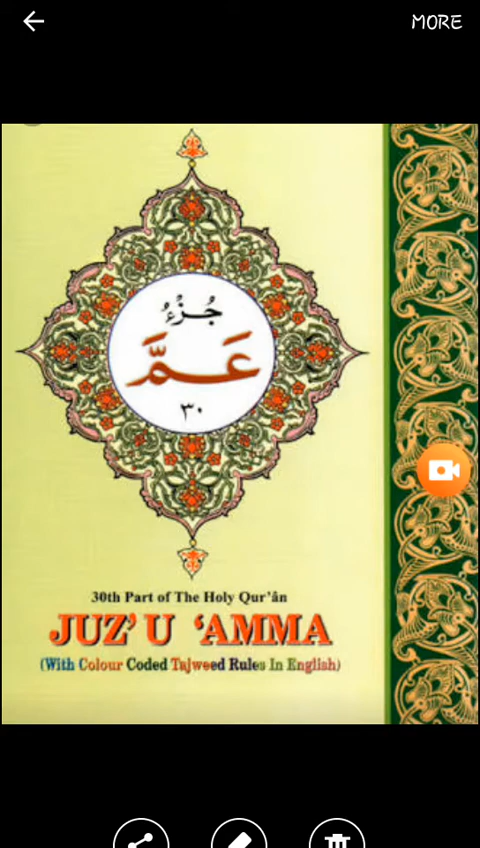 MORE
جُزْءُ
عَمَّ
٣٠
30th Part of The Holy Qur'ân
JUZ'U 'AMMA
(With Colour Coded Tajweed Rules In English)